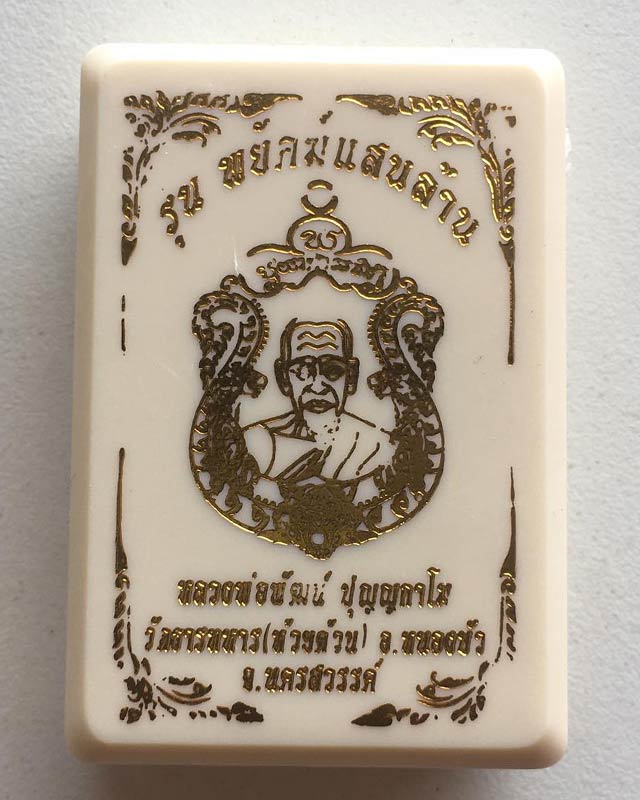 รุ่น พยัคฆ์แสนล้าน
หลวงพ่อพัฒน์ ปุญญกาโม
วัดธารทหาร(ห้วยด้วน) อ.หนองบัว
จ.นครสวรรค์